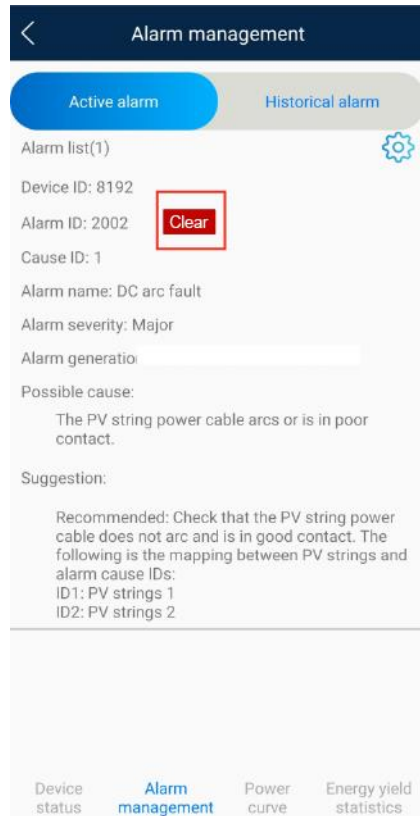 Alarm management
Active alarm
Historical alarm
Alarm list(1)
Device ID: 8192
Alarm ID: 2002
Clear
Cause ID: 1
Alarm name: DC arc fault
Alarm severity: Major
Alarm generatio
Possible cause:
The PV string power cable arcs or is in poor
contact.
Suggestion:
Recommended: Check that the PV string power
cable does not arc and is in good contact. The
following is the mapping between PV strings and
alarm cause IDs:
ID1: PV strings 1
ID2: PV strings 2
Device
status
Alarm
management
Power
curve
Energy yield
statistics